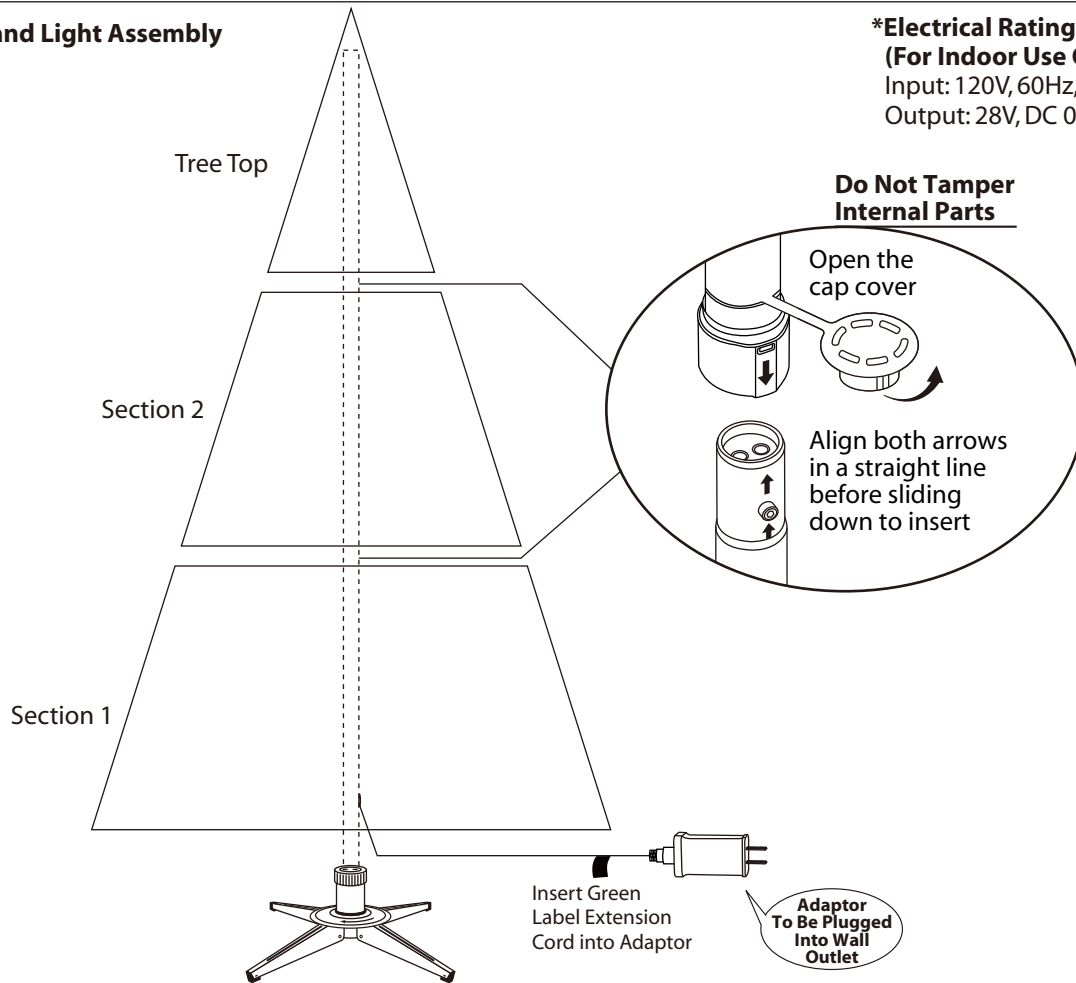 and Light Assembly
*Electrical Rating
(For Indoor Use
Input: 120V, 60Hz,
Output: 28V, DC 0
Tree Top
Do Not Tamper
Internal Parts
Open the
cap cover
Section 2
Align both arrows
in a straight line
before sliding
down to insert
Section 1
Insert Green
Label Extension
Cord into Adaptor
Adaptor
To Be Plugged
Into Wall
Outlet